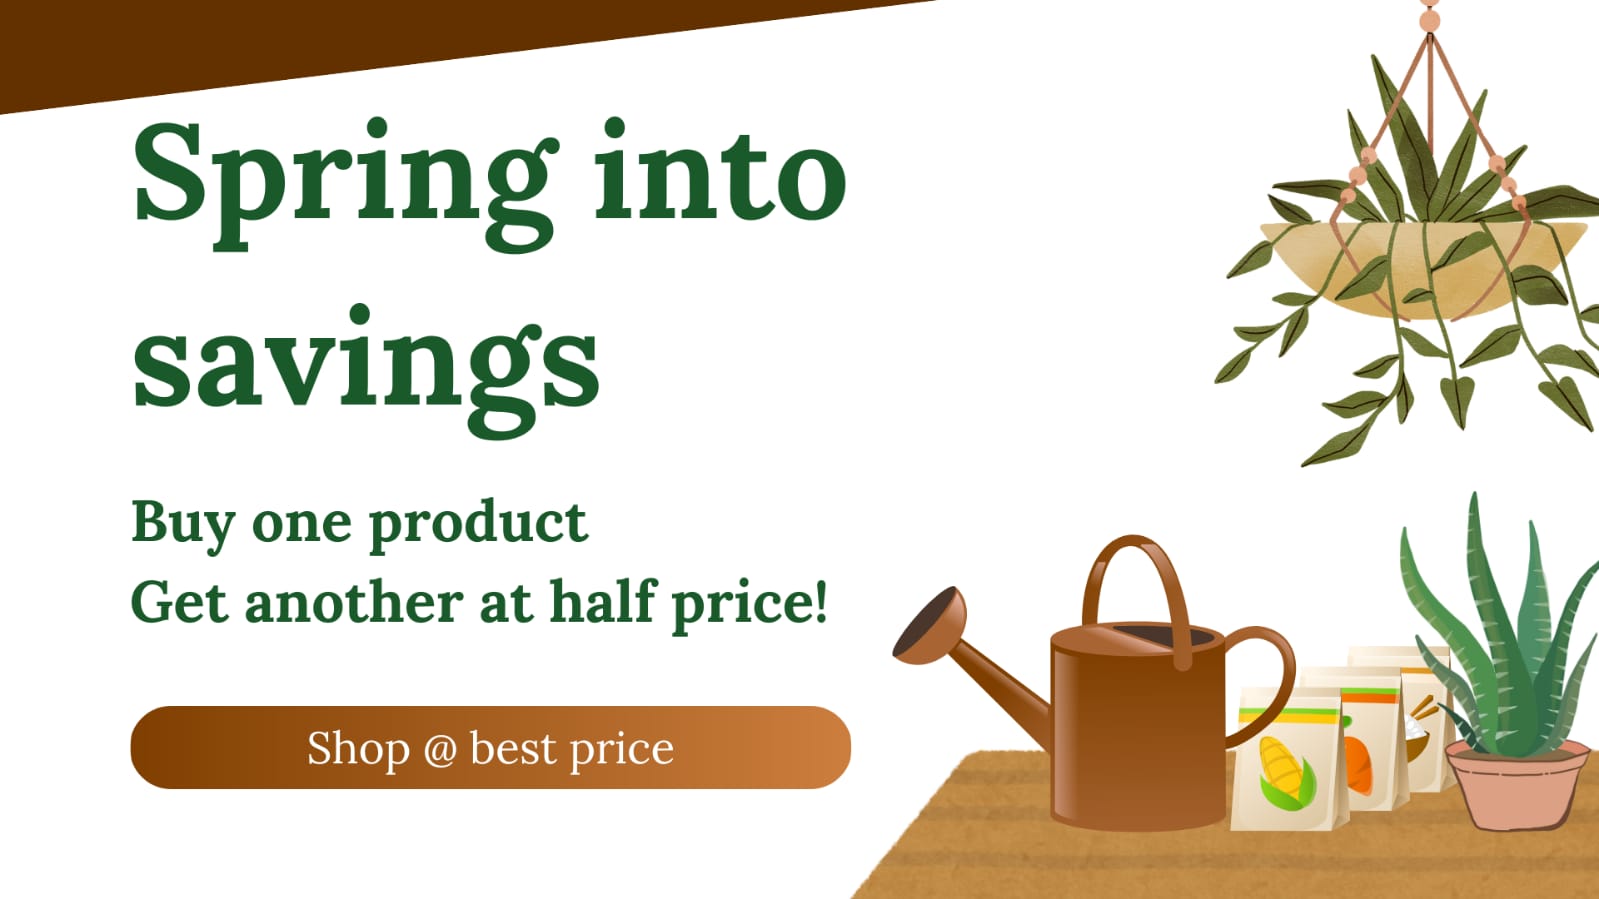 Spring into
savings
Buy one product
Get another at half price!
Shop @ best price